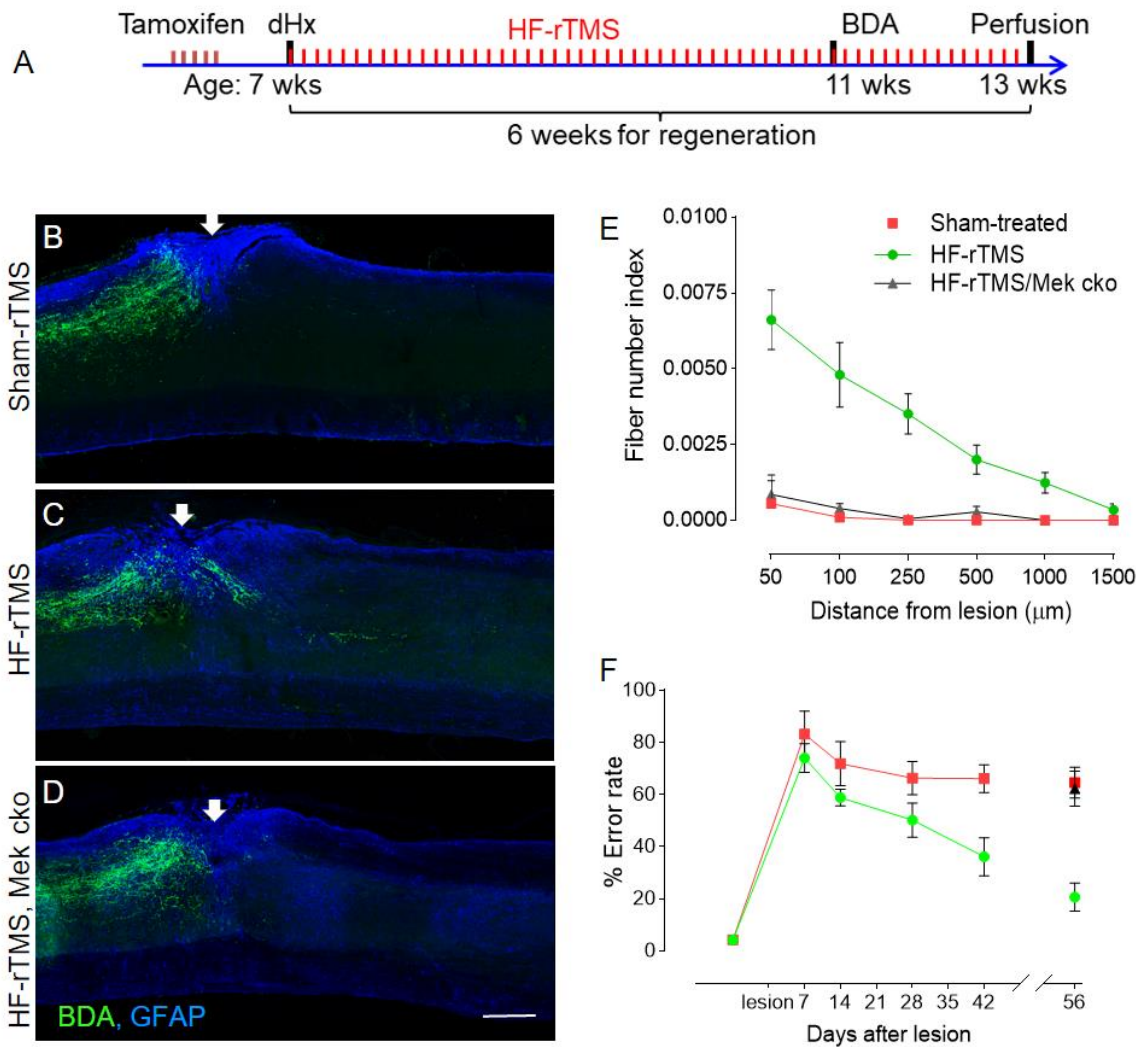 A
Tamoxifen dHx HF-rTMS BDA Perfusion
Age: 7 wks 11 wks 13 wks
6 weeks for regeneration
Sham-rTMS
B
HF-rTMS
C
HF-rTMS, Mek cko
D
BDA, GFAP
E
Sham-treated
HF-rTMS
HF-rTMS/Mek cko
Fiber number index
0.0100
0.0075
0.0050
0.0025
0.0000
50 100 250 500 1000 1500
Distance from lesion (μm)
F
% Error rate
100
80
60
40
20
0
lesion 7 14 21 28 35 42 56
Days after lesion